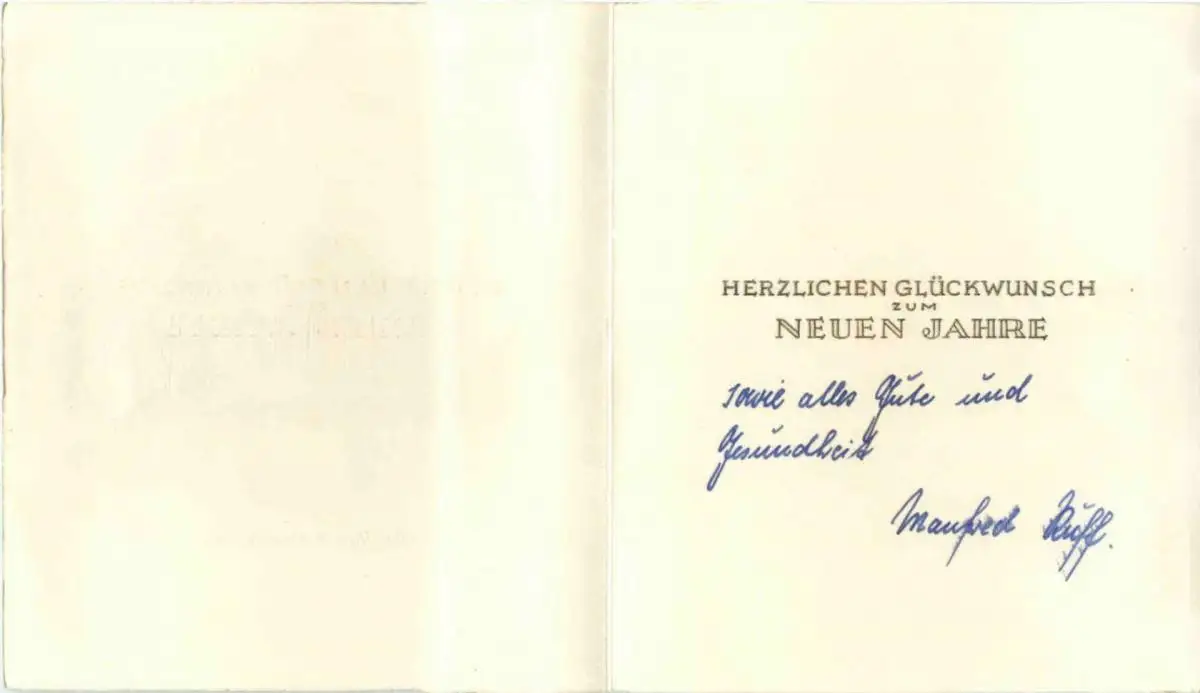 HERZLICHEN GLÜCKWUNSCH
ZUM
NEUEN JAHRE
sowie alles Gute und
Gesundheit
Manfred